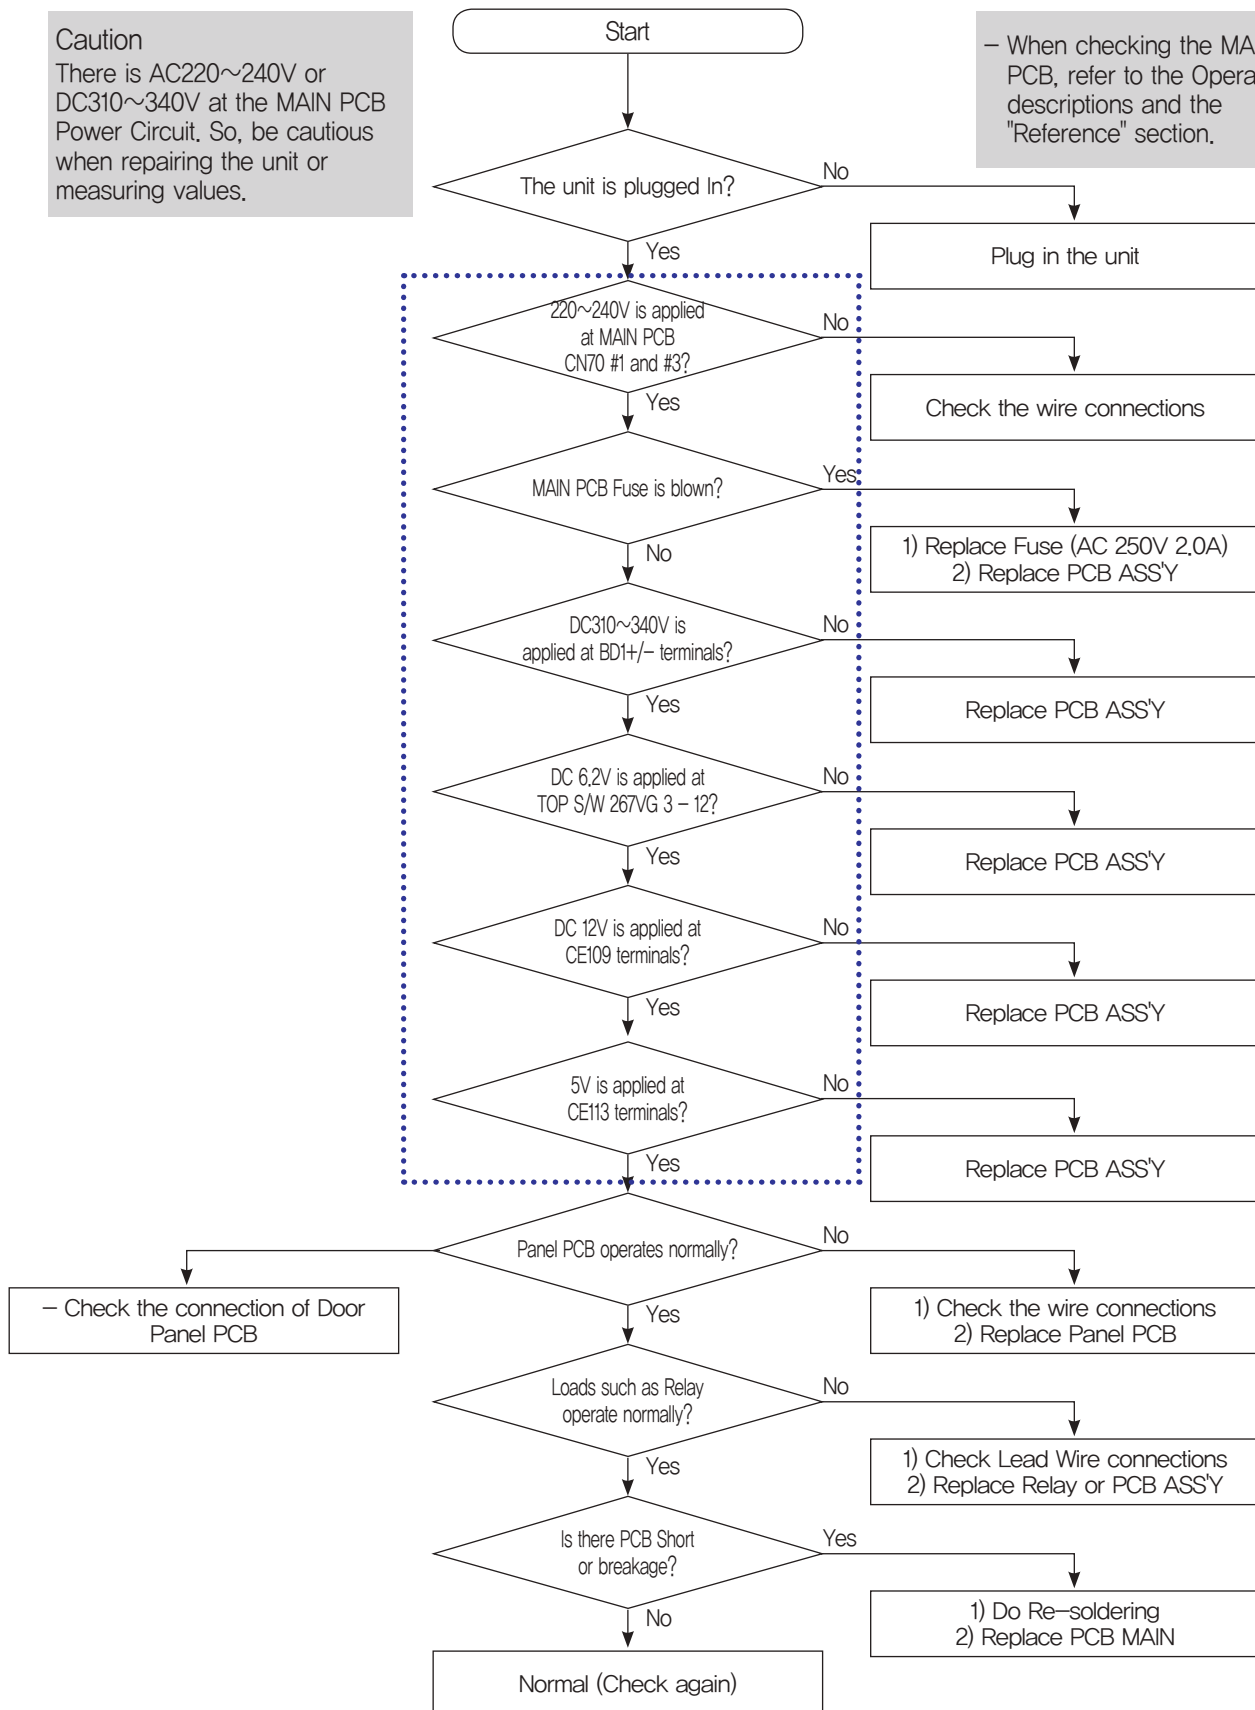 Caution
There is AC220~240V or
DC310~340V at the MAIN PCB
Power Circuit. So, be cautious
when repairing the unit or
measuring values.
Start
- When checking the MA
PCB, refer to the Opera
descriptions and the
"Reference" section.
The unit is plugged In?
No
Plug in the unit
Yes
220~240V is applied
at MAIN PCB
CN70 #1 and #3?
No
Check the wire connections
Yes
MAIN PCB Fuse is blown?
Yes
1) Replace Fuse (AC 250V 2.0A)
2) Replace PCB ASS'Y
No
DC310~340V is
applied at BD1+/- terminals?
No
Replace PCB ASS'Y
Yes
DC 6.2V is applied at
TOP S/W 267VG 3 - 12?
No
Replace PCB ASS'Y
Yes
DC 12V is applied at
CE109 terminals?
No
Replace PCB ASS'Y
Yes
5V is applied at
CE113 terminals?
No
Replace PCB ASS'Y
Yes
Panel PCB operates normally?
No
- Check the connection of Door
Panel PCB
1) Check the wire connections
2) Replace Panel PCB
Yes
Loads such as Relay
operate normally?
No
1) Check Lead Wire connections
2) Replace Relay or PCB ASS'Y
Yes
Is there PCB Short
or breakage?
Yes
1) Do Re-soldering
2) Replace PCB MAIN
No
Normal (Check again)